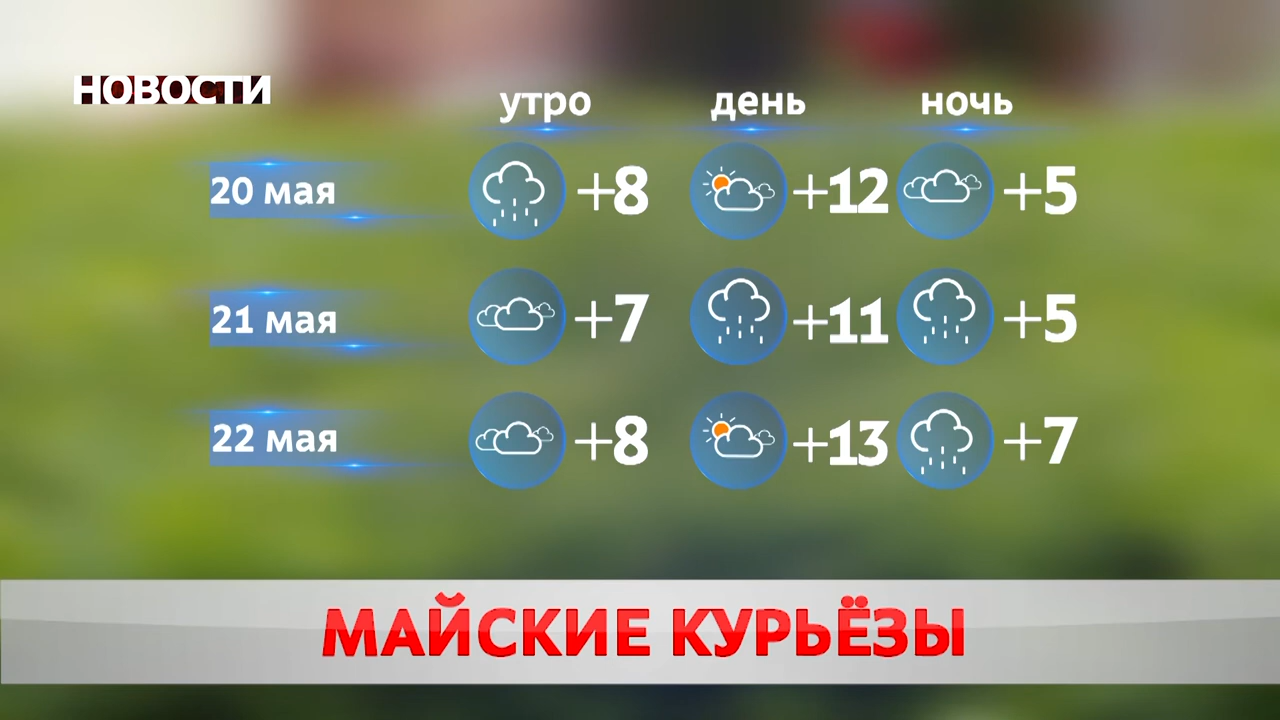 НОВОСТИ
утро день ночь
20 мая +8 +12 +5
21 мая +7 +11 +5
22 мая +8 +13 +7
МАЙСКИЕ КУРЬЁЗЫ